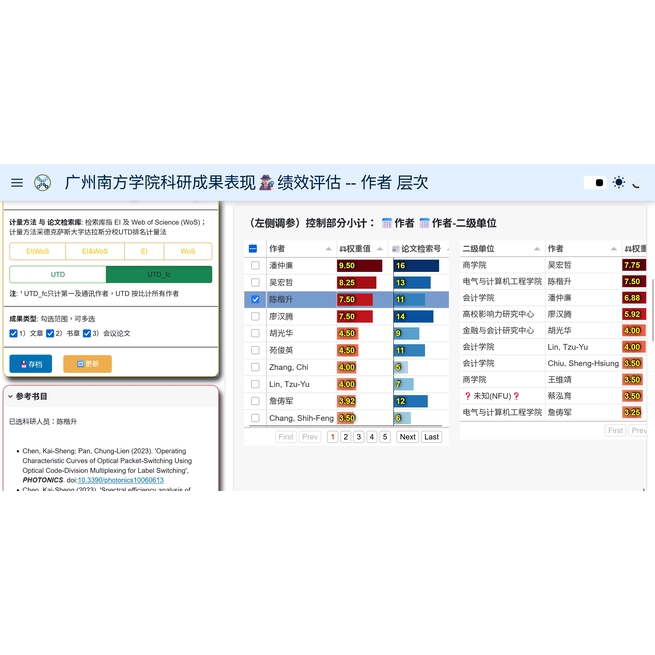 广州南方学院科研成果表现 绩效评估 -- 作者 层次
计量方法 与 论文检索库: 检索库指 EI 及 Web of Science (WoS)；
计量方法采德克萨斯大学达拉斯分校UTD排名计量法
EI|WoS EI&WoS EI WoS
UTD UTD_fc
注: ¹ UTD_fc只计第一及通讯作者，UTD 按比计所有作者
成果类型: 勾选范围，可多选
1）文章 2）书章 3）会议论文
存档 更新
参考书目
已选科研人员：陈楷升
Chen, Kai-Sheng; Pan, Chung-Lien (2023). 'Operating
Characteristic Curves of Optical Packet-Switching Using
Optical Code-Division Multiplexing for Label Switching',
PHOTONICS. doi:10.3390/photonics10060613
Chen, Kai-Sheng (2023). 'Spectral efficiency analysis of
（左侧调参）控制部分小计： 作者 作者-二级单位
作者 权重值 论文检索号
潘仲廉 9.50 16
吴宏哲 8.25 13
陈楷升 7.50 11
廖汉腾 7.50 14
胡光华 4.50 9
苑俊英 4.50 11
Zhang, Chi 4.00 5
Lin, Tzu-Yu 4.00 7
詹侍军 3.92 12
Chang, Shih-Feng 3.50 6
First Prev 1 2 3 4 5 Next Last
二级单位 作者 权重
商学院 吴宏哲 7.75
电气与计算机工程学院 陈楷升 7.50
会计学院 潘仲廉 6.88
高校影响力研究中心 廖汉腾 5.92
金融与会计研究中心 胡光华 4.00
会计学院 Lin, Tzu-Yu 4.00
会计学院 Chiu, Sheng-Hsiung 3.50
商学院 王维靖 3.50
❓未知(NFU)❓ 蔡泓育 3.50
电气与计算机工程学院 詹侍军 3.25
First Prev